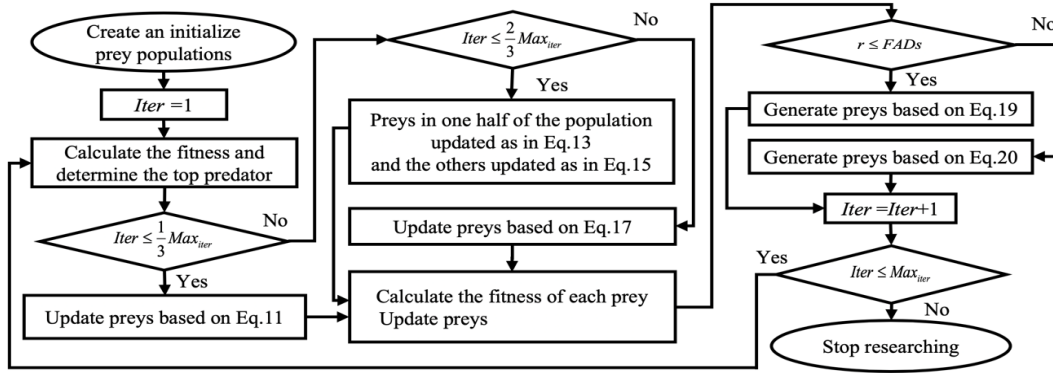 Create an initialize
prey populations
Iter =1
Calculate the fitness and
determine the top predator
Iter ≤ 1/3 Max_iter
No
Yes
Update preys based on Eq.11
Iter ≤ 2/3 Max_iter
No
Yes
Preys in one half of the population
updated as in Eq.13
and the others updated as in Eq.15
Update preys based on Eq.17
Calculate the fitness of each prey
Update preys
r ≤ FADs
No
Yes
Generate preys based on Eq.19
Generate preys based on Eq.20
Iter =Iter+1
Yes
Iter ≤ Max_iter
No
Stop researching